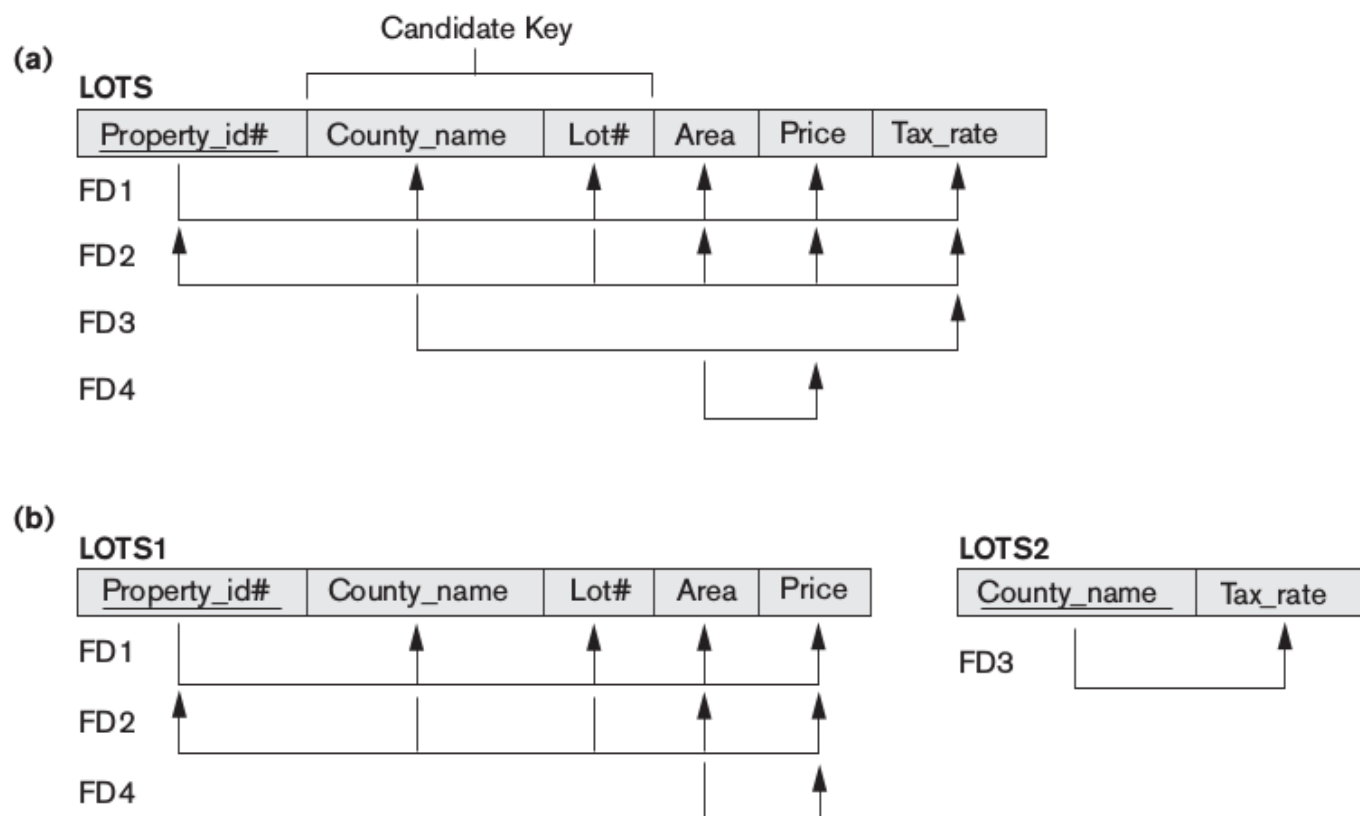 Candidate Key
(a)
LOTS
Property_id# County_name Lot# Area Price Tax_rate
FD1
FD2
FD3
FD4
(b)
LOTS1 LOTS2
Property_id# County_name Lot# Area Price County_name Tax_rate
FD1
FD3
FD2
FD4